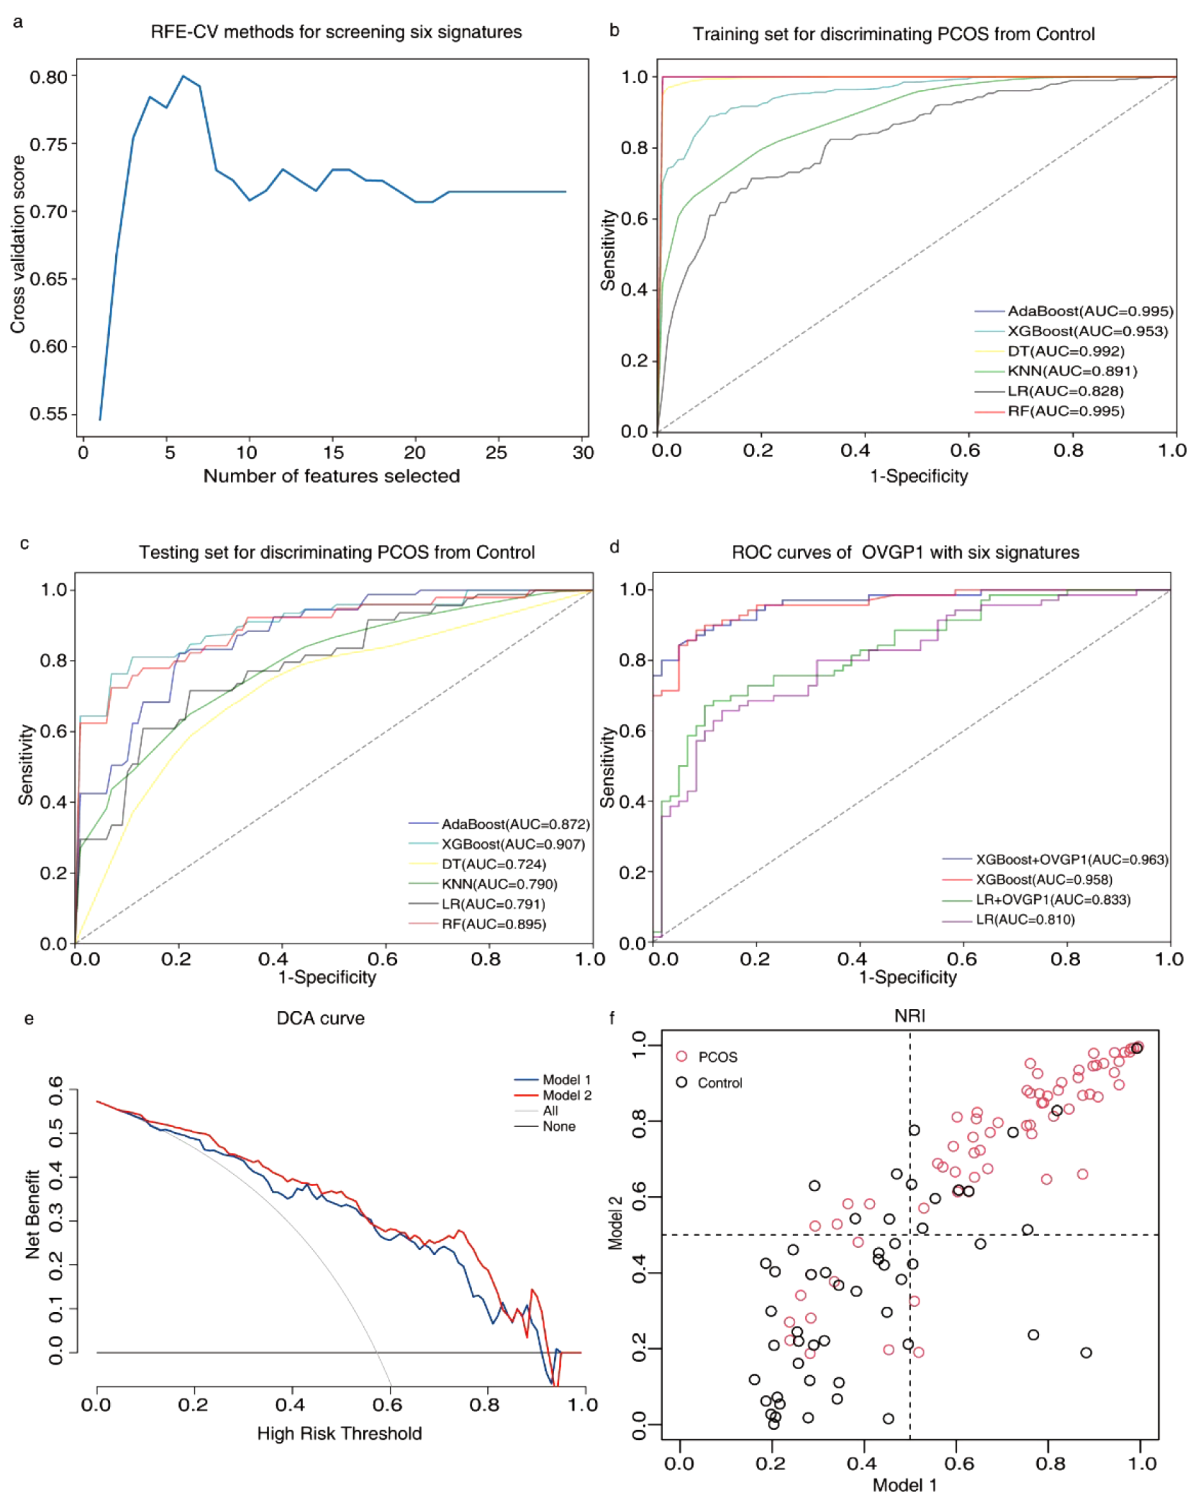 a
RFE-CV methods for screening six signatures
0.80
0.75
0.70
0.65
0.60
0.55
Cross validation score
0 5 10 15 20 25 30
Number of features selected
b
Training set for discriminating PCOS from Control
1.0
0.8
0.6
0.4
0.2
0.0
Sensitivity
AdaBoost(AUC=0.995)
XGBoost(AUC=0.953)
DT(AUC=0.992)
KNN(AUC=0.891)
LR(AUC=0.828)
RF(AUC=0.995)
0.0 0.2 0.4 0.6 0.8 1.0
1-Specificity
c
Testing set for discriminating PCOS from Control
1.0
0.8
0.6
0.4
0.2
0.0
Sensitivity
AdaBoost(AUC=0.872)
XGBoost(AUC=0.907)
DT(AUC=0.724)
KNN(AUC=0.790)
LR(AUC=0.791)
RF(AUC=0.895)
0.0 0.2 0.4 0.6 0.8 1.0
1-Specificity
d
ROC curves of OVGP1 with six signatures
1.0
0.8
0.6
0.4
0.2
0.0
Sensitivity
XGBoost+OVGP1(AUC=0.963)
XGBoost(AUC=0.958)
LR+OVGP1(AUC=0.833)
LR(AUC=0.810)
0.0 0.2 0.4 0.6 0.8 1.0
1-Specificity
e
DCA curve
Model 1
Model 2
All
None
0.6
0.5
0.4
0.3
0.2
0.1
0.0
Net Benefit
0.0 0.2 0.4 0.6 0.8 1.0
High Risk Threshold
f
NRI
PCOS
Control
1.0
0.8
0.6
0.4
0.2
0.0
Model 2
0.0 0.2 0.4 0.6 0.8 1.0
Model 1